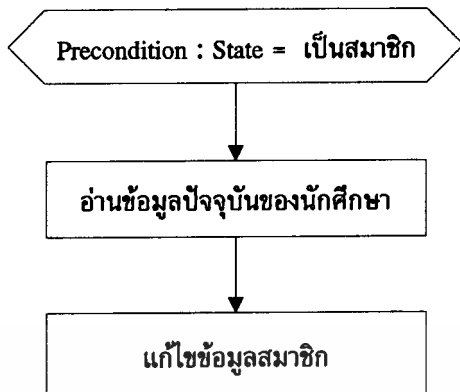 Precondition : State = เป็นสมาชิก
อ่านข้อมูลปัจจุบันของนักศึกษา
แก้ไขข้อมูลสมาชิก